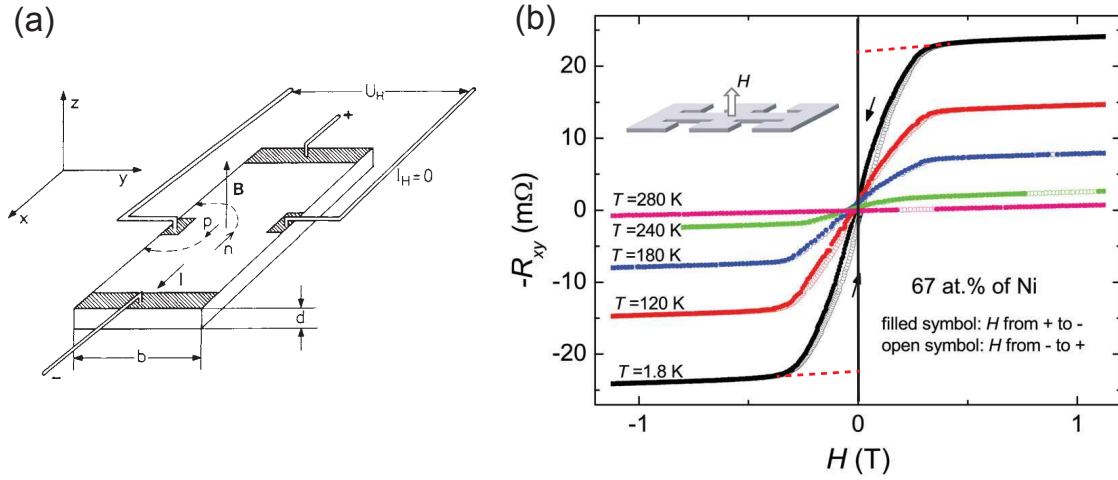 (a)
z
y
x
U_H
+
I_H=0
B
p
n
I
d
b
−
(b)
-R_xy (mΩ)
20
10
0
-10
-20
H
T =280 K
T =240 K
T =180 K
T =120 K
T =1.8 K
67 at.% of Ni
filled symbol: H from + to -
open symbol: H from - to +
-1
0
1
H (T)